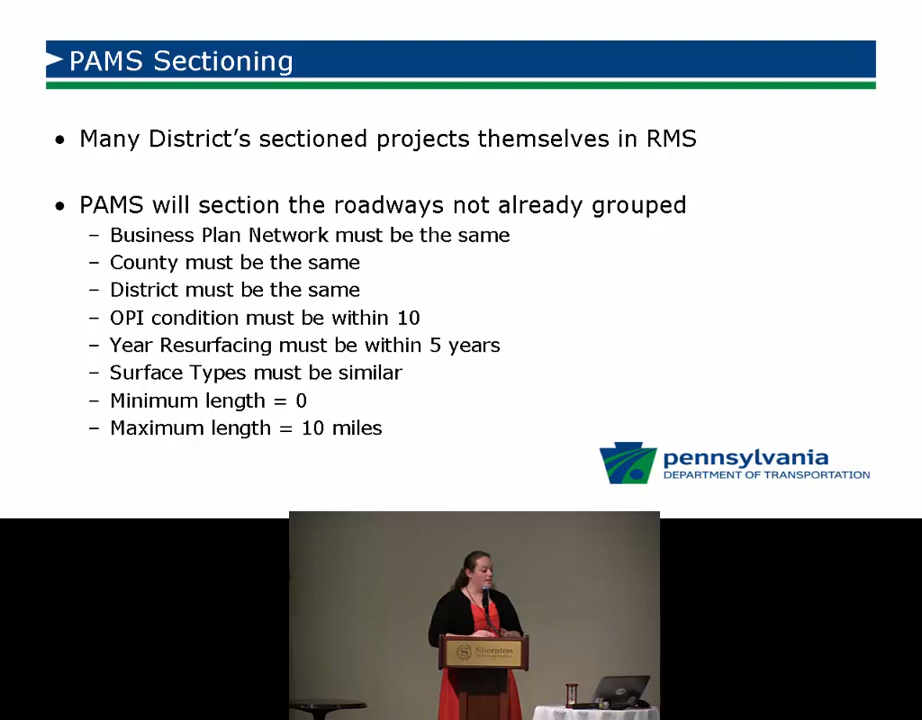 PAMS Sectioning
• Many District's sectioned projects themselves in RMS
• PAMS will section the roadways not already grouped
– Business Plan Network must be the same
– County must be the same
– District must be the same
– OPI condition must be within 10
– Year Resurfacing must be within 5 years
– Surface Types must be similar
– Minimum length = 0
– Maximum length = 10 miles
pennsylvania
DEPARTMENT OF TRANSPORTATION
Sheraton